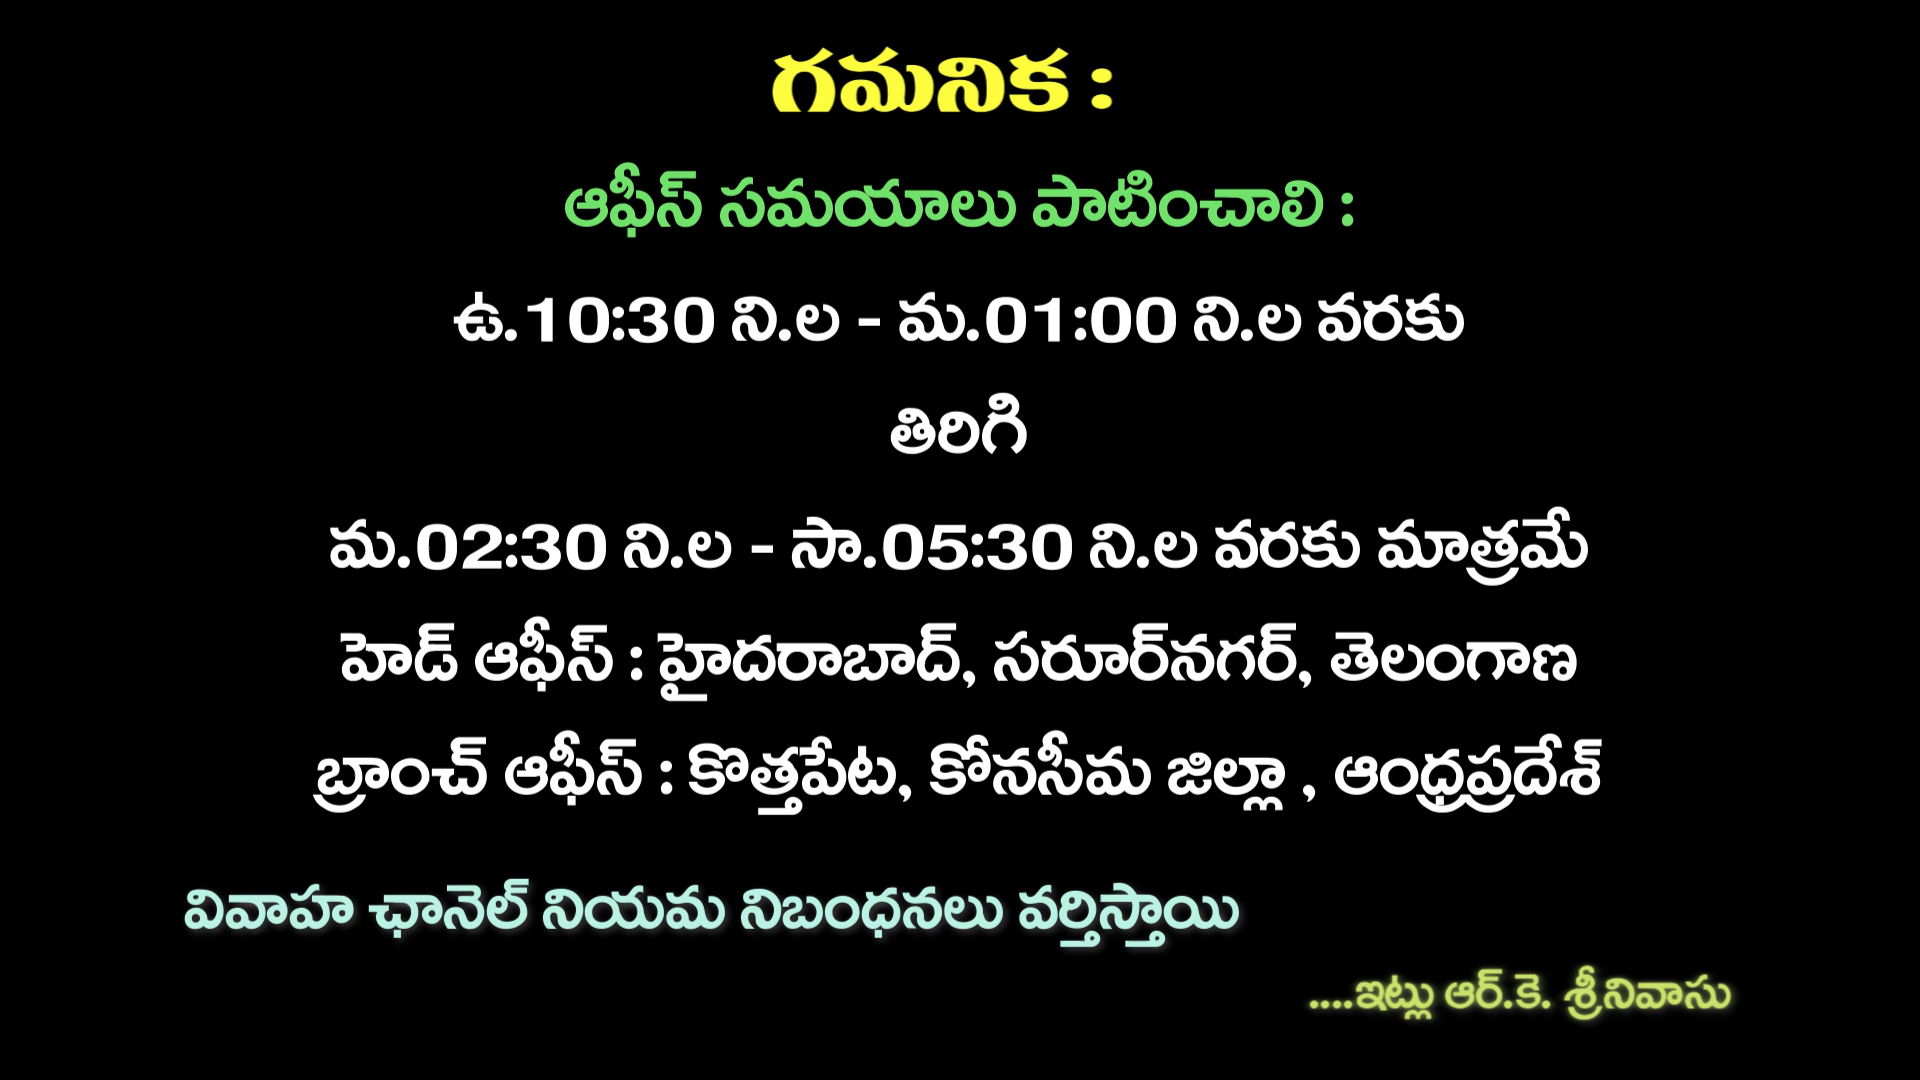 గమనిక :
ఆఫీస్ సమయాలు పాటించాలి :
ఉ.10:30 ని.ల - మ.01:00 ని.ల వరకు
తిరిగి
మ.02:30 ని.ల - సా.05:30 ని.ల వరకు మాత్రమే
హెడ్ ఆఫీస్ : హైదరాబాద్, సరూర్‌నగర్, తెలంగాణ
బ్రాంచ్ ఆఫీస్ : కొత్తపేట, కోనసీమ జిల్లా , ఆంధ్రప్రదేశ్
వివాహ ఛానెల్ నియమ నిబంధనలు వర్తిస్తాయి
....ఇట్లు ఆర్.కె. శ్రీనివాసు